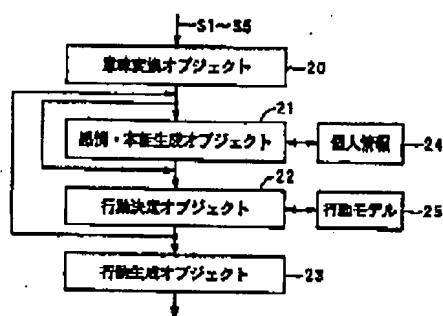 S1～S5
意味変換オブジェクト
20
21
感情・本能生成オブジェクト
個人情報
24
22
行動決定オブジェクト
行動モデル
25
行動生成オブジェクト
23